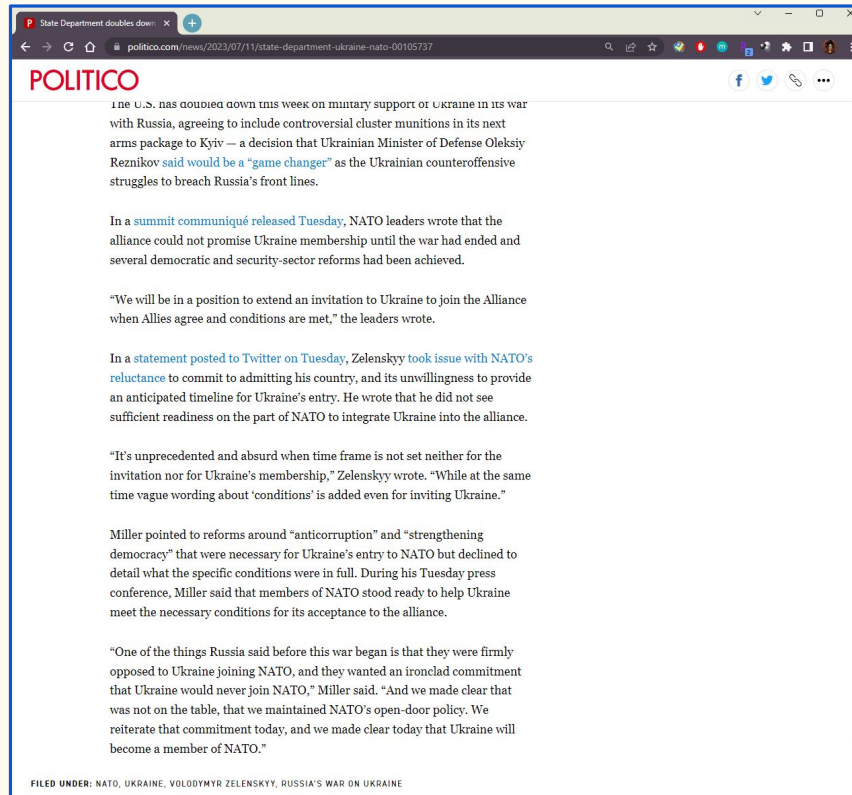 State Department doubles down
politico.com/news/2023/07/11/state-department-ukraine-nato-00105737
2
POLITICO
The U.S. has doubled down this week on military support of Ukraine in its war
with Russia, agreeing to include controversial cluster munitions in its next
arms package to Kyiv — a decision that Ukrainian Minister of Defense Oleksiy
Reznikov said would be a “game changer” as the Ukrainian counteroffensive
struggles to breach Russia’s front lines.
In a summit communiqué released Tuesday, NATO leaders wrote that the
alliance could not promise Ukraine membership until the war had ended and
several democratic and security-sector reforms had been achieved.
“We will be in a position to extend an invitation to Ukraine to join the Alliance
when Allies agree and conditions are met,” the leaders wrote.
In a statement posted to Twitter on Tuesday, Zelenskyy took issue with NATO’s
reluctance to commit to admitting his country, and its unwillingness to provide
an anticipated timeline for Ukraine’s entry. He wrote that he did not see
sufficient readiness on the part of NATO to integrate Ukraine into the alliance.
“It’s unprecedented and absurd when time frame is not set neither for the
invitation nor for Ukraine’s membership,” Zelenskyy wrote. “While at the same
time vague wording about ‘conditions’ is added even for inviting Ukraine.”
Miller pointed to reforms around “anticorruption” and “strengthening
democracy” that were necessary for Ukraine’s entry to NATO but declined to
detail what the specific conditions were in full. During his Tuesday press
conference, Miller said that members of NATO stood ready to help Ukraine
meet the necessary conditions for its acceptance to the alliance.
“One of the things Russia said before this war began is that they were firmly
opposed to Ukraine joining NATO, and they wanted an ironclad commitment
that Ukraine would never join NATO,” Miller said. “And we made clear that
was not on the table, that we maintained NATO’s open-door policy. We
reiterate that commitment today, and we made clear today that Ukraine will
become a member of NATO.”
FILED UNDER: NATO, UKRAINE, VOLODYMYR ZELENSKYY, RUSSIA’S WAR ON UKRAINE